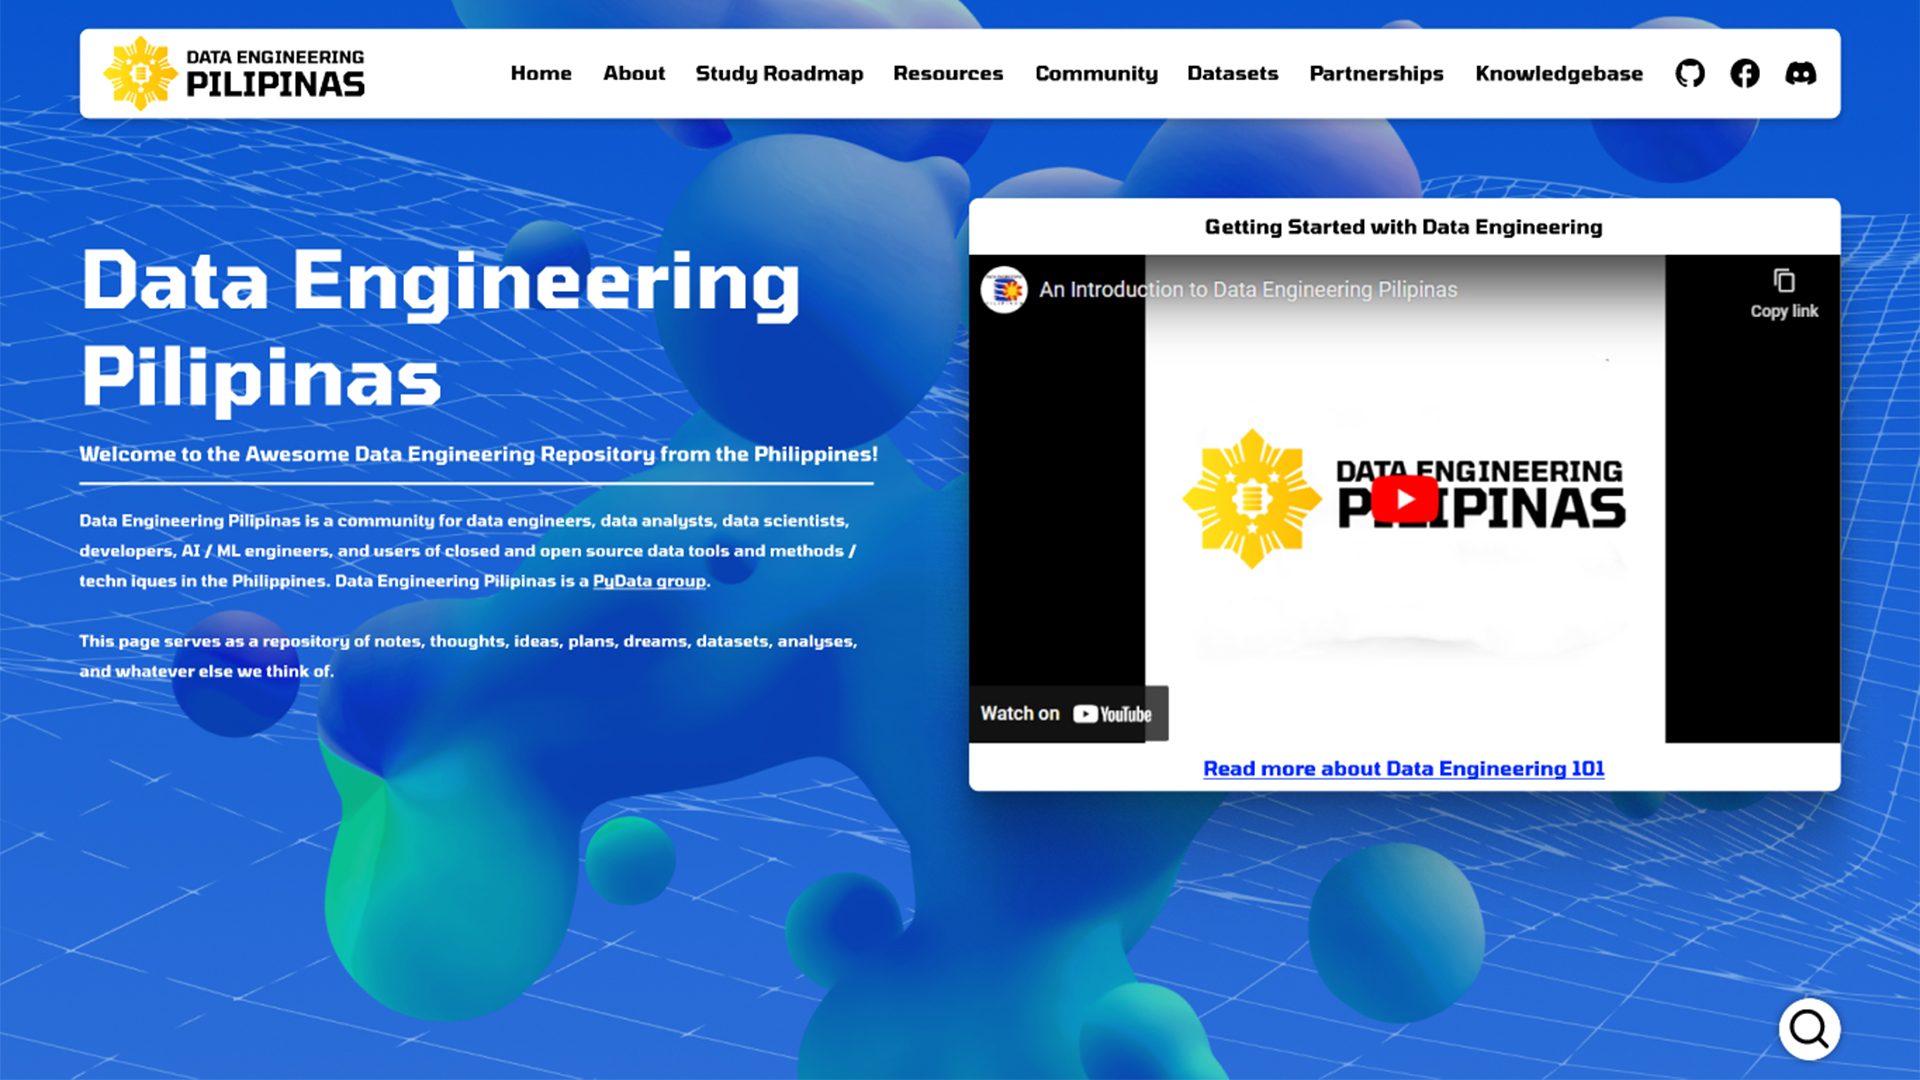 DATA ENGINEERING
PILIPINAS
Home About Study Roadmap Resources Community Datasets Partnerships Knowledgebase
Data Engineering
Pilipinas
Welcome to the Awesome Data Engineering Repository from the Philippines!
Data Engineering Pilipinas is a community for data engineers, data analysts, data scientists,
developers, AI / ML engineers, and users of closed and open source data tools and methods /
techn iques in the Philippines. Data Engineering Pilipinas is a PyData group.
This page serves as a repository of notes, thoughts, ideas, plans, dreams, datasets, analyses,
and whatever else we think of.
Getting Started with Data Engineering
An Introduction to Data Engineering Pilipinas
Copy link
DATA ENGINEERING
PILIPINAS
Watch on YouTube
Read more about Data Engineering 101